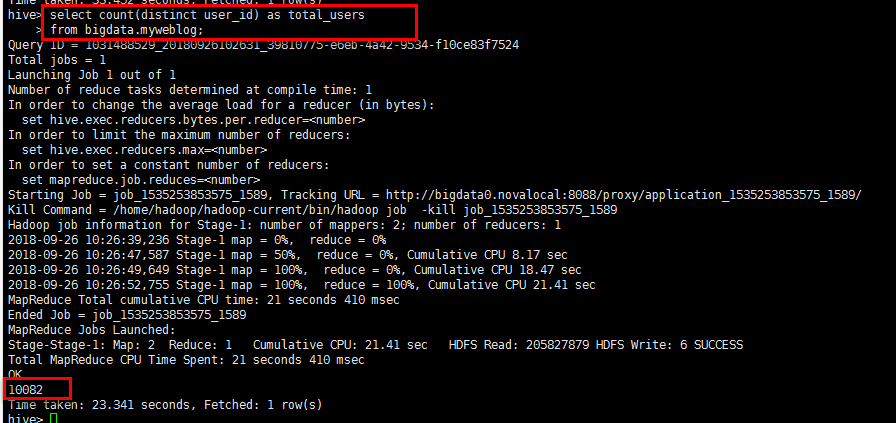 Time taken: 33.452 seconds, Fetched: 1 row(s)
hive> select count(distinct user_id) as total_users
    > from bigdata.myweblog;
Query ID = 1031488529_20180926102631_39810775-e6eb-4a42-9534-f10ce83f7524
Total jobs = 1
Launching Job 1 out of 1
Number of reduce tasks determined at compile time: 1
In order to change the average load for a reducer (in bytes):
  set hive.exec.reducers.bytes.per.reducer=<number>
In order to limit the maximum number of reducers:
  set hive.exec.reducers.max=<number>
In order to set a constant number of reducers:
  set mapreduce.job.reduces=<number>
Starting Job = job_1535253853575_1589, Tracking URL = http://bigdata0.novalocal:8088/proxy/application_1535253853575_1589/
Kill Command = /home/hadoop/hadoop-current/bin/hadoop job  -kill job_1535253853575_1589
Hadoop job information for Stage-1: number of mappers: 2; number of reducers: 1
2018-09-26 10:26:39,236 Stage-1 map = 0%,  reduce = 0%
2018-09-26 10:26:47,587 Stage-1 map = 50%,  reduce = 0%, Cumulative CPU 8.17 sec
2018-09-26 10:26:49,649 Stage-1 map = 100%,  reduce = 0%, Cumulative CPU 18.47 sec
2018-09-26 10:26:52,755 Stage-1 map = 100%,  reduce = 100%, Cumulative CPU 21.41 sec
MapReduce Total cumulative CPU time: 21 seconds 410 msec
Ended Job = job_1535253853575_1589
MapReduce Jobs Launched:
Stage-Stage-1: Map: 2  Reduce: 1   Cumulative CPU: 21.41 sec   HDFS Read: 205827879 HDFS Write: 6 SUCCESS
Total MapReduce CPU Time Spent: 21 seconds 410 msec
OK
10082
Time taken: 23.341 seconds, Fetched: 1 row(s)
hive>